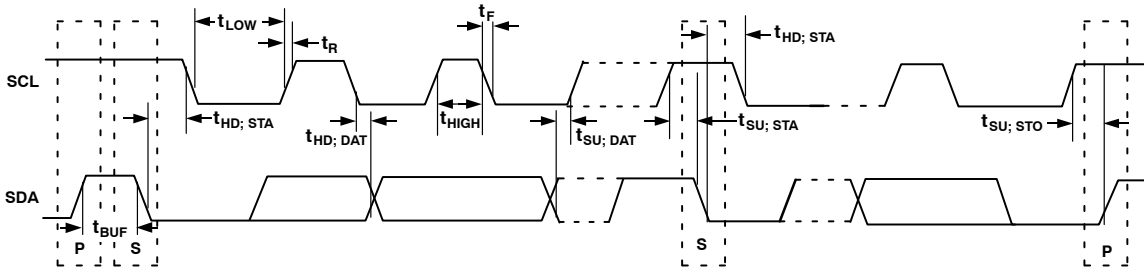 tLOW
tF
tR
tHD; STA
SCL
tHD; STA
tHD; DAT
tHIGH
tSU; DAT
tSU; STA
tSU; STO
SDA
tBUF
P
S
S
P